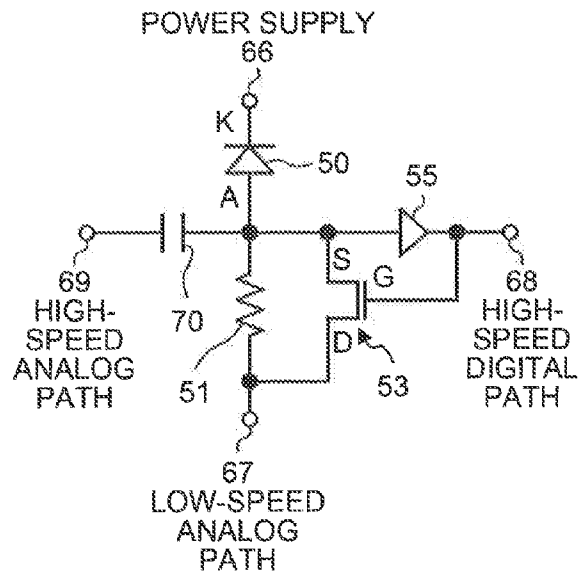 POWER SUPPLY
66
K
50
A
55
S
G
69
HIGH-
SPEED
ANALOG
PATH
70
51
D
53
68
HIGH-
SPEED
DIGITAL
PATH
67
LOW-SPEED
ANALOG
PATH